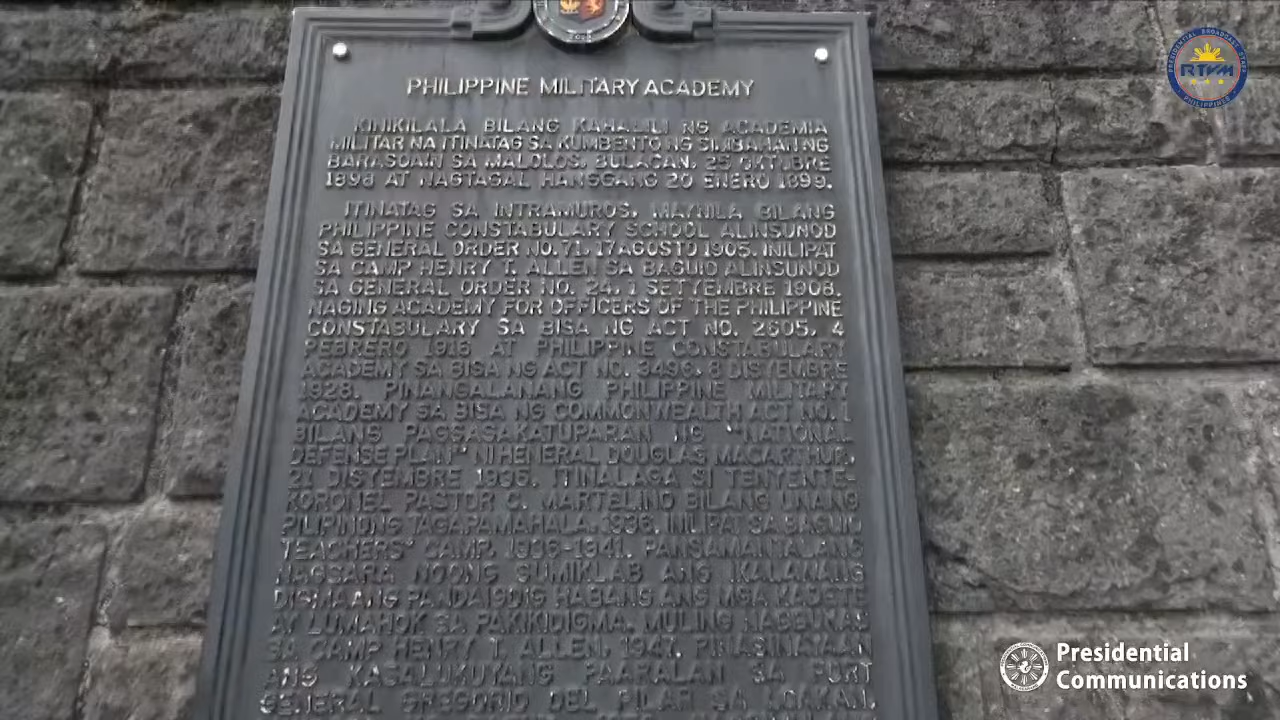 PHILIPPINE MILITARY ACADEMY
KINIKILALA BILANG KAHALILI NG ACADEMIA
MILITAR NA ITINATAG SA KUMBENTO NG SIMBAHAN NG
BARASOAIN SA MALOLOS, BULACAN, 25 OKTUBRE
1898 AT NAGTAGAL HANGGANG 20 ENERO 1899.
ITINATAG SA INTRAMUROS, MAYNILA BILANG
PHILIPPINE CONSTABULARY SCHOOL ALINSUNOD
SA GENERAL ORDER NO. 71, 17 AGOSTO 1905. INILIPAT
SA CAMP HENRY T. ALLEN SA BAGUIO ALINSUNOD
SA GENERAL ORDER NO. 24, 1 SETYEMBRE 1908.
NAGING ACADEMY FOR OFFICERS OF THE PHILIPPINE
CONSTABULARY SA BISA NG ACT NO. 2605, 4
PEBRERO 1916 AT PHILIPPINE CONSTABULARY
ACADEMY SA BISA NG ACT NO. 3496, 8 DISYEMBRE
1928. PINANGALANANG PHILIPPINE MILITARY
ACADEMY SA BISA NG COMMONWEALTH ACT NO. 1
BILANG PAGSASAKATUPARAN NG "NATIONAL
DEFENSE PLAN" NI HENERAL DOUGLAS MACARTHUR,
21 DISYEMBRE 1935. ITINALAGA SI TENYENTE-
KORONEL PASTOR C. MARTELINO BILANG UNANG
PILIPINONG TAGAPAMAHALA, 1936. INILIPAT SA BAGUIO
TEACHERS' CAMP, 1936-1941. PANSAMANTALANG
NAGSARA NOONG SUMIKLAB ANG IKALAWANG
DIGMAANG PANDAIGDIG HABANG ANG MGA KADETE
AY LUMAHOK SA PAKIKIDIGMA. MULING NAGBUKAS
SA CAMP HENRY T. ALLEN, 1947. PINASINAYAAN
ANG KASALUKUYANG PAARALAN SA FORT
GENERAL GREGORIO DEL PILAR SA LOAKAN,
PRESIDENTIAL BROADCAST STAFF
RTVM
PHILIPPINES
Presidential
Communications